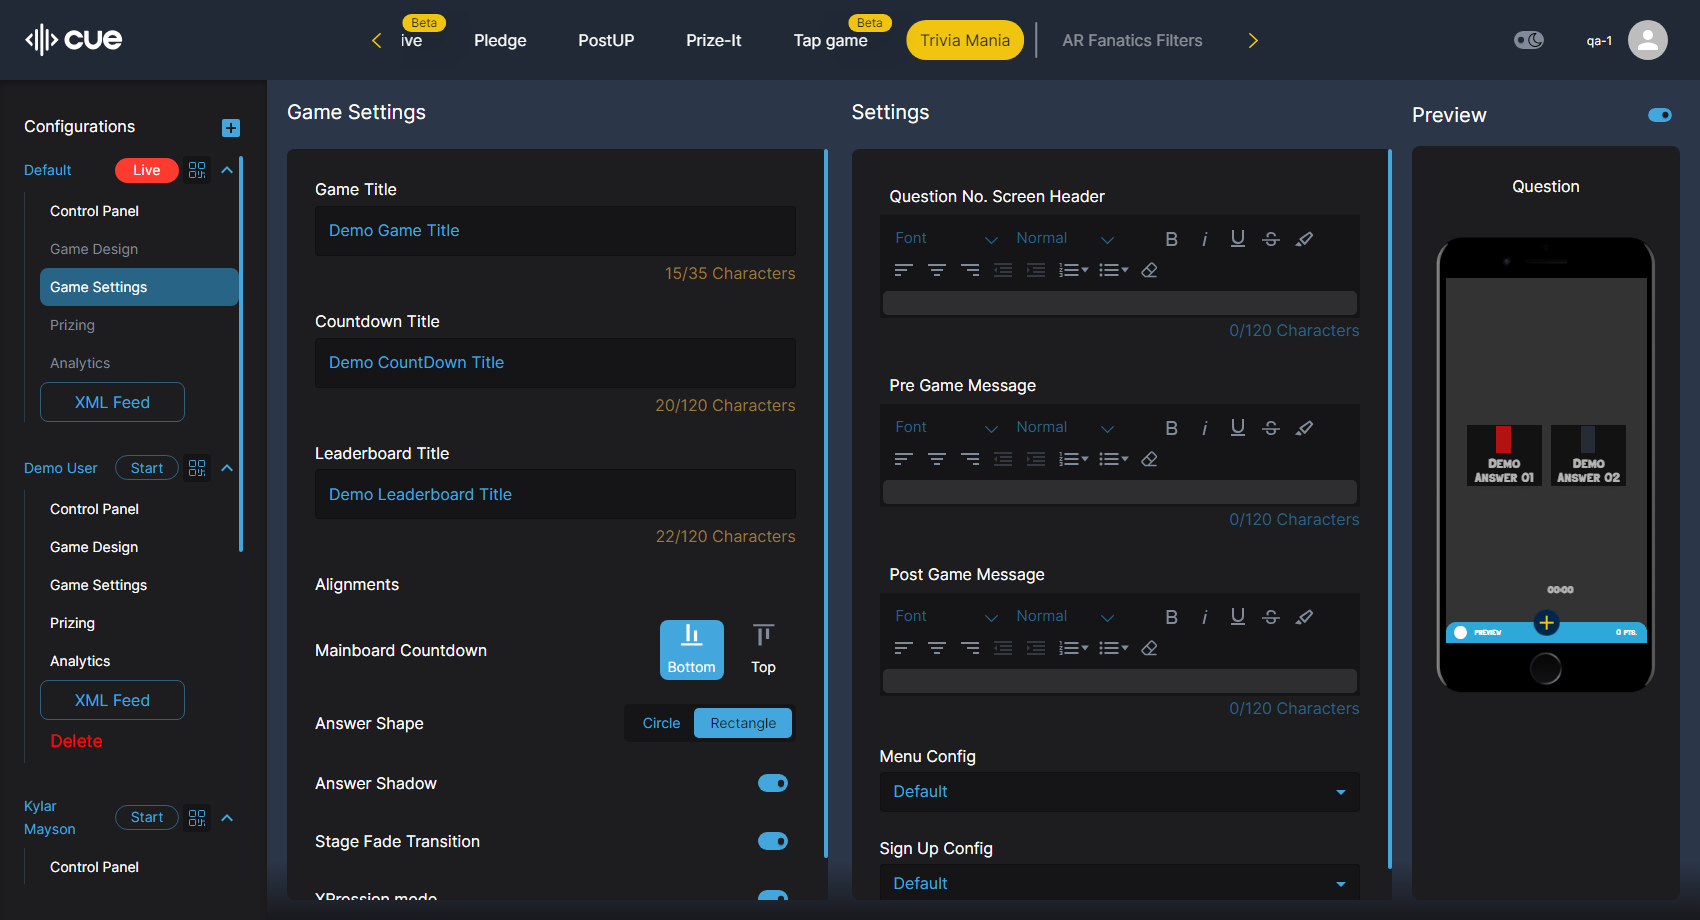 cue
ive
Beta
Pledge
PostUP
Prize-It
Tap game
Beta
Trivia Mania
AR Fanatics Filters
qa-1
Configurations
Default
Live
Control Panel
Game Design
Game Settings
Prizing
Analytics
XML Feed
Demo User
Start
Control Panel
Game Design
Game Settings
Prizing
Analytics
XML Feed
Delete
Kylar
Mayson
Start
Control Panel
Game Settings
Game Title
Demo Game Title
15/35 Characters
Countdown Title
Demo CountDown Title
20/120 Characters
Leaderboard Title
Demo Leaderboard Title
22/120 Characters
Alignments
Mainboard Countdown
Bottom
Top
Answer Shape
Circle
Rectangle
Answer Shadow
Stage Fade Transition
XPression mode
Settings
Question No. Screen Header
Font
Normal
0/120 Characters
Pre Game Message
Font
Normal
0/120 Characters
Post Game Message
Font
Normal
0/120 Characters
Menu Config
Default
Sign Up Config
Default
Preview
Question
DEMO
ANSWER 01
DEMO
ANSWER 02
00:00
PREVIEW
0 PTS.